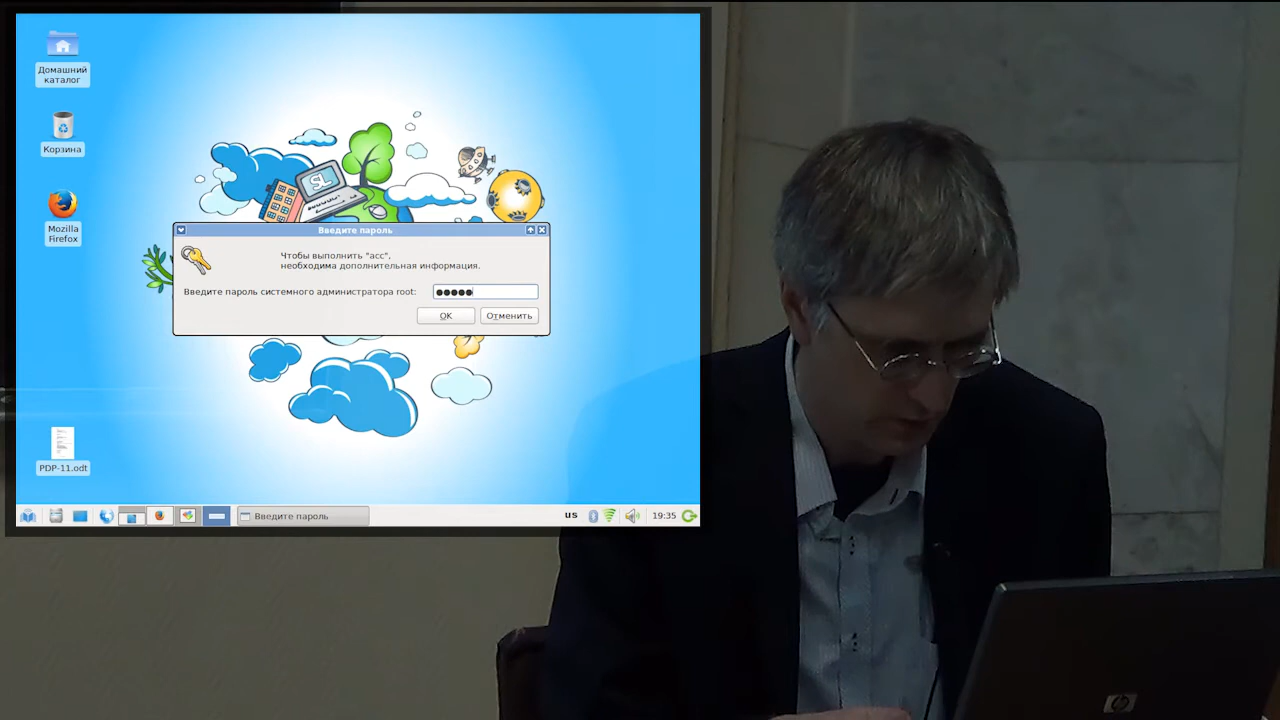 Домашний
каталог
Корзина
Mozilla
Firefox
SL
Введите пароль
Чтобы выполнить "acc",
необходима дополнительная информация.
Введите пароль системного администратора root:
OK
Отменить
PDP-11.odt
Введите пароль
us
19:35
hp